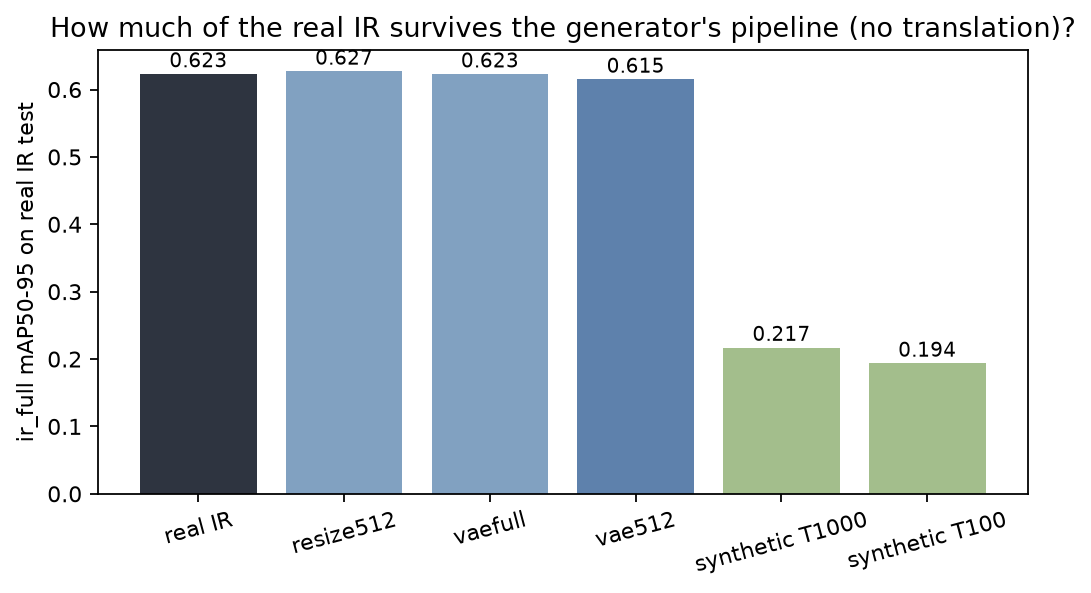 How much of the real IR survives the generator's pipeline (no translation)?
ir_full mAP50-95 on real IR test
0.6
0.5
0.4
0.3
0.2
0.1
0.0
0.623
0.627
0.623
0.615
0.217
0.194
real IR
resize512
vaefull
vae512
synthetic T1000
synthetic T100